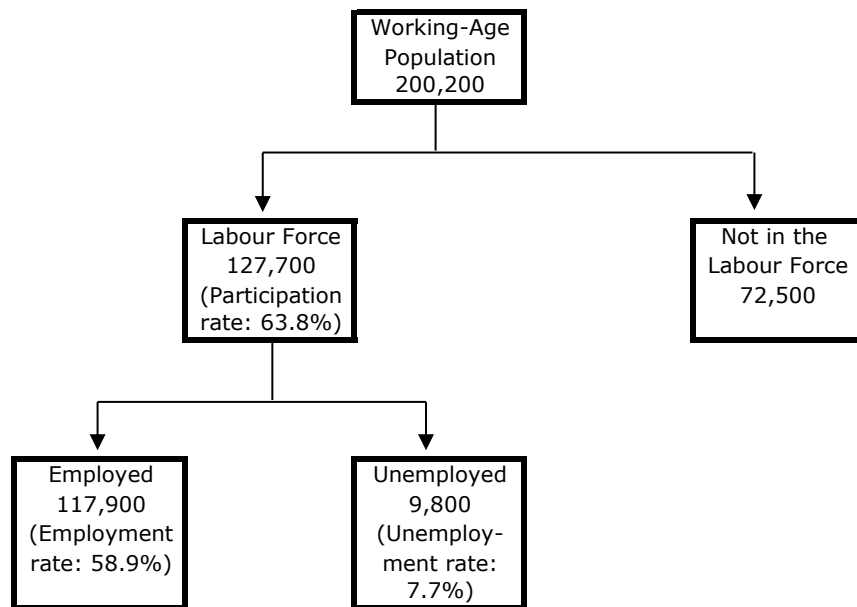 Working-Age
Population
200,200
Labour Force
127,700
(Participation
rate: 63.8%)
Not in the
Labour Force
72,500
Employed
117,900
(Employment
rate: 58.9%)
Unemployed
9,800
(Unemploy-
ment rate:
7.7%)